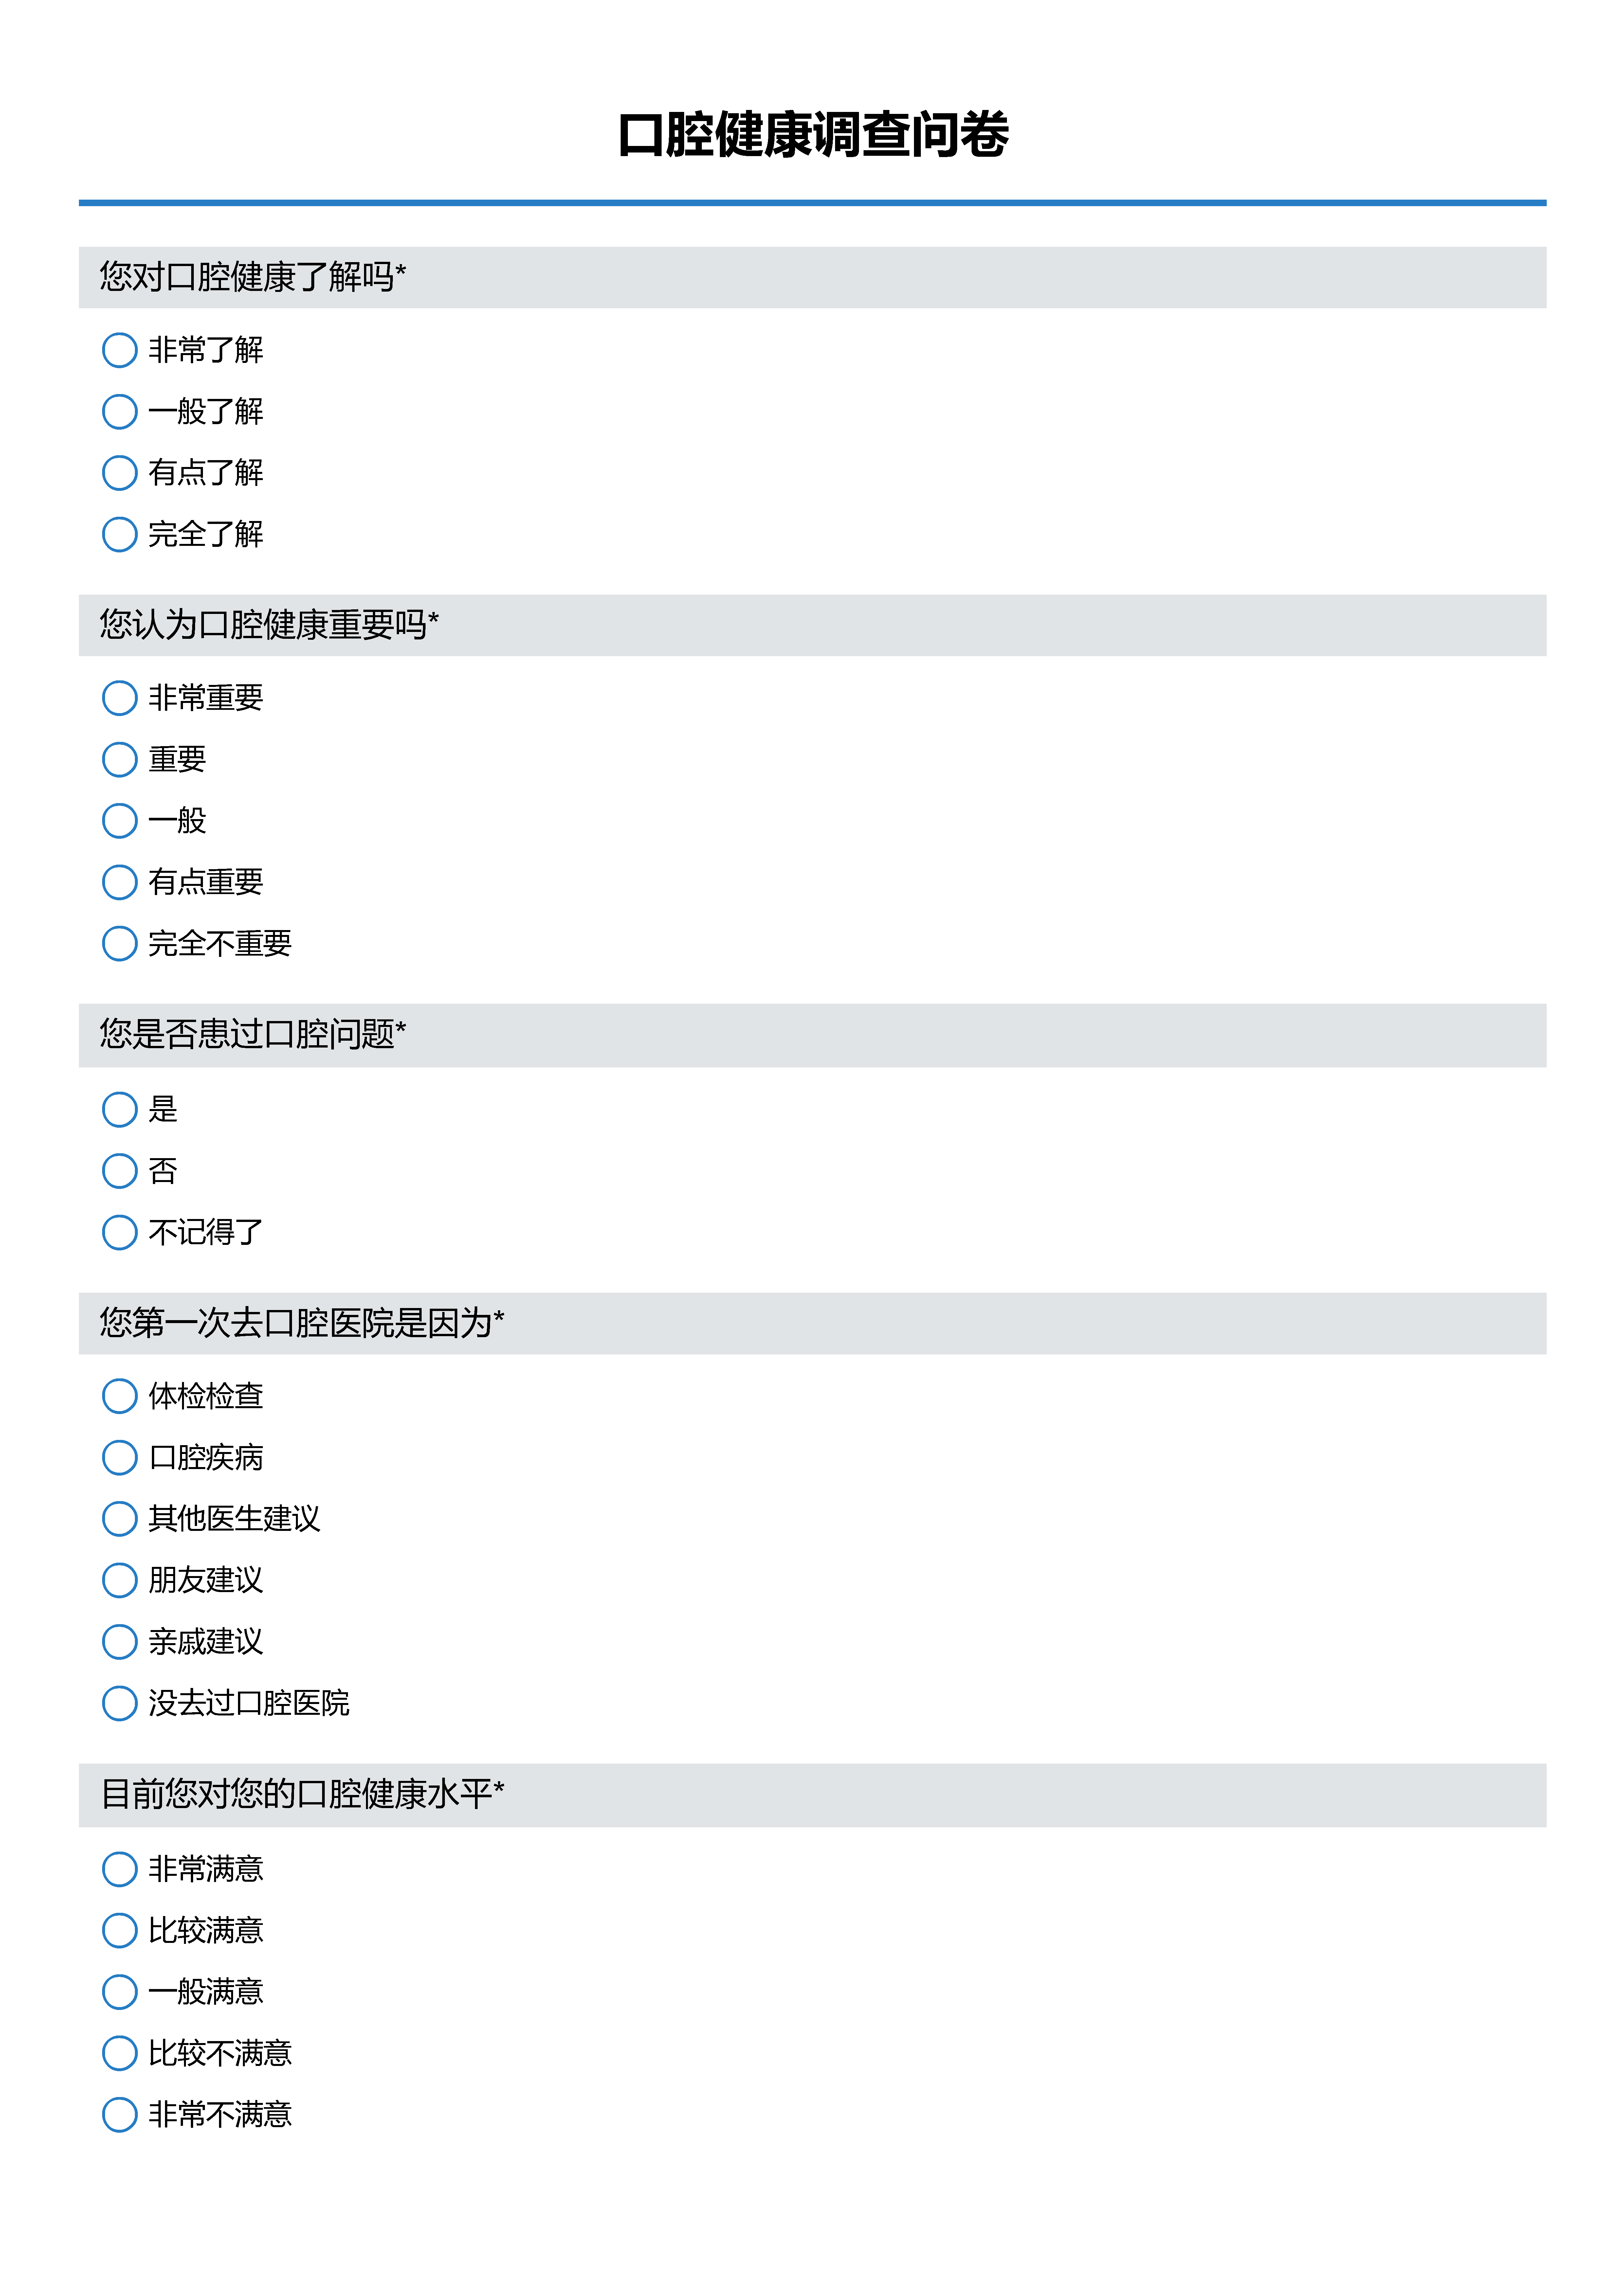 口腔健康调查问卷
您对口腔健康了解吗*
非常了解
一般了解
有点了解
完全了解
您认为口腔健康重要吗*
非常重要
重要
一般
有点重要
完全不重要
您是否患过口腔问题*
是
否
不记得了
您第一次去口腔医院是因为*
体检检查
口腔疾病
其他医生建议
朋友建议
亲戚建议
没去过口腔医院
目前您对您的口腔健康水平*
非常满意
比较满意
一般满意
比较不满意
非常不满意